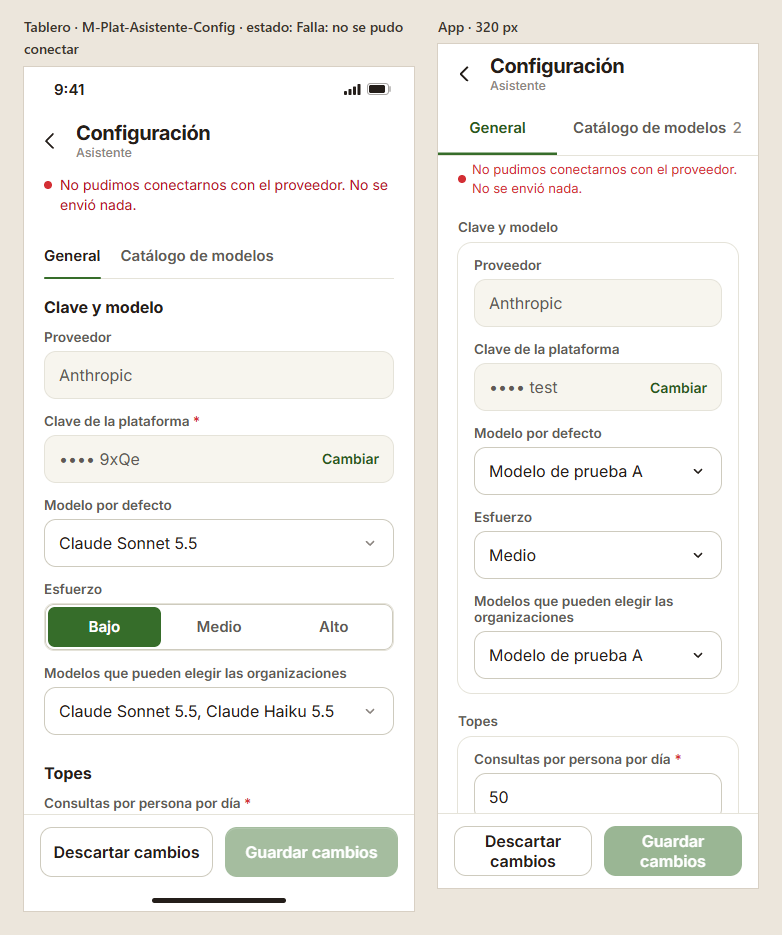 Tablero · M-Plat-Asistente-Config · estado: Falla: no se pudo
conectar
9:41
Configuración
Asistente
No pudimos conectarnos con el proveedor. No se
envió nada.
General
Catálogo de modelos
Clave y modelo
Proveedor
Anthropic
Clave de la plataforma *
•••• 9xQe
Cambiar
Modelo por defecto
Claude Sonnet 5.5
Esfuerzo
Bajo
Medio
Alto
Modelos que pueden elegir las organizaciones
Claude Sonnet 5.5, Claude Haiku 5.5
Topes
Consultas por persona por día *
Descartar cambios
Guardar cambios
App · 320 px
Configuración
Asistente
General
Catálogo de modelos 2
No pudimos conectarnos con el proveedor.
No se envió nada.
Clave y modelo
Proveedor
Anthropic
Clave de la plataforma
•••• test
Cambiar
Modelo por defecto
Modelo de prueba A
Esfuerzo
Medio
Modelos que pueden elegir las
organizaciones
Modelo de prueba A
Topes
Consultas por persona por día *
50
Descartar
cambios
Guardar
cambios